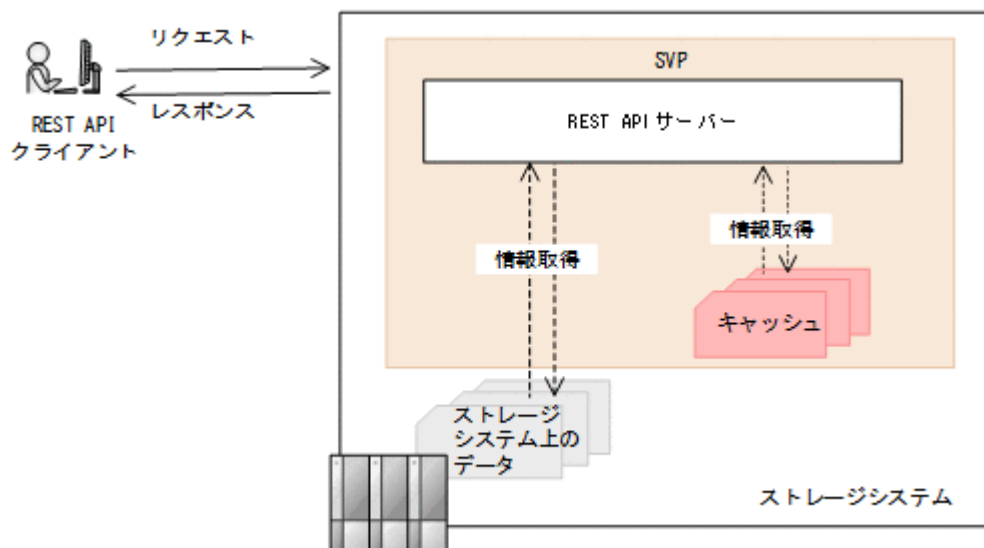 リクエスト
レスポンス
REST API
クライアント
SVP
REST APIサーバー
情報取得
情報取得
キャッシュ
ストレージ
システム上の
データ
ストレージシステム